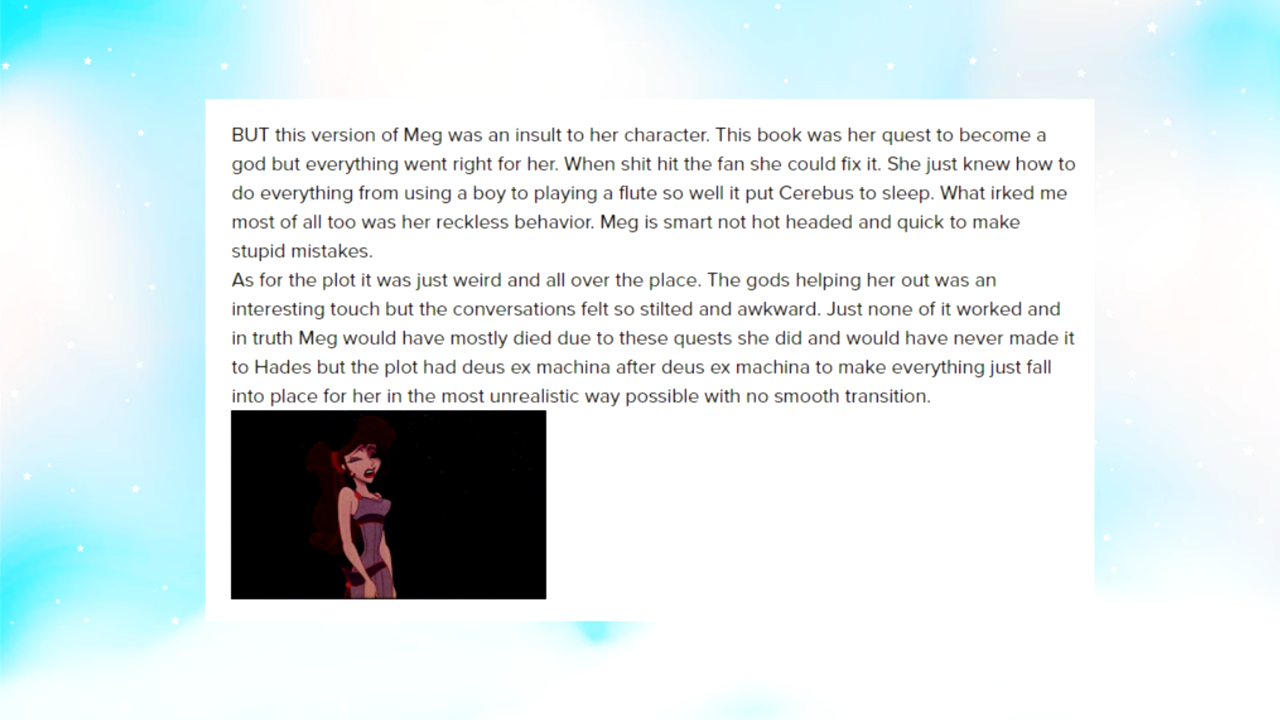 BUT this version of Meg was an insult to her character. This book was her quest to become a
god but everything went right for her. When shit hit the fan she could fix it. She just knew how to
do everything from using a boy to playing a flute so well it put Cerebus to sleep. What irked me
most of all too was her reckless behavior. Meg is smart not hot headed and quick to make
stupid mistakes.
As for the plot it was just weird and all over the place. The gods helping her out was an
interesting touch but the conversations felt so stilted and awkward. Just none of it worked and
in truth Meg would have mostly died due to these quests she did and would have never made it
to Hades but the plot had deus ex machina after deus ex machina to make everything just fall
into place for her in the most unrealistic way possible with no smooth transition.